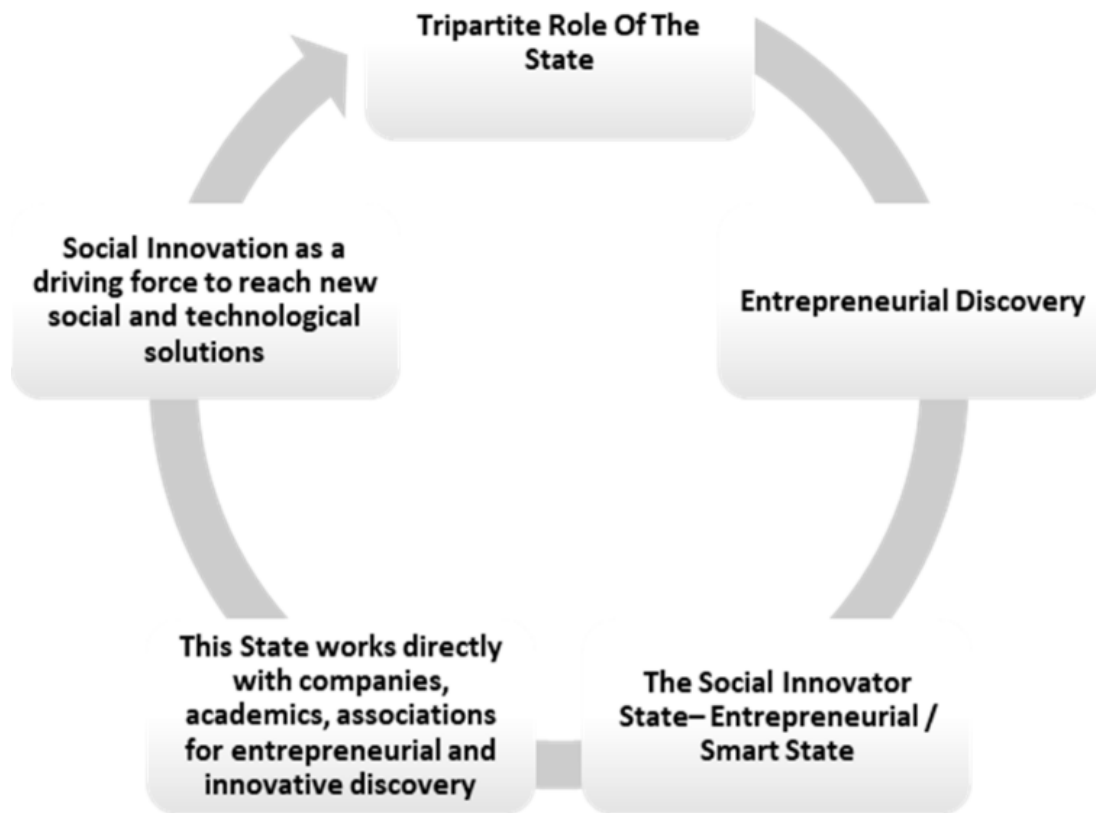 Tripartite Role Of The
State
Entrepreneurial Discovery
The Social Innovator
State– Entrepreneurial /
Smart State
This State works directly
with companies,
academics, associations
for entrepreneurial and
innovative discovery
Social Innovation as a
driving force to reach new
social and technological
solutions